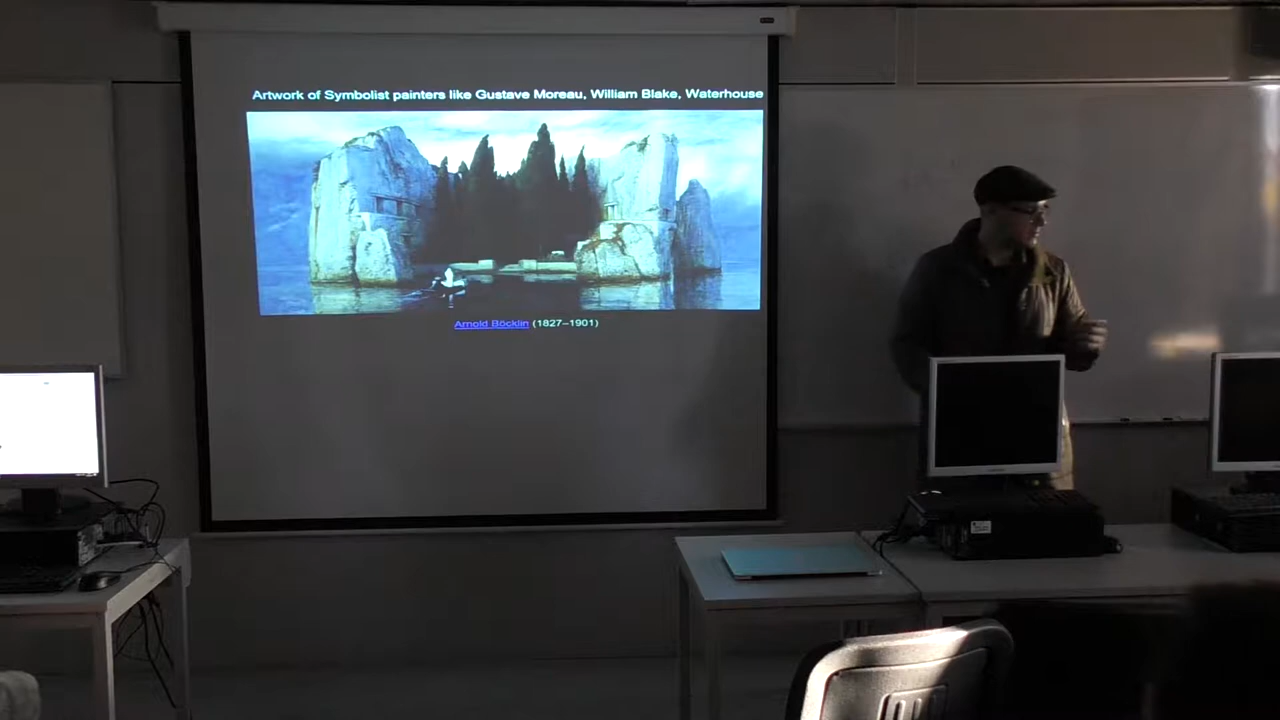 Artwork of Symbolist painters like Gustave Moreau, William Blake, Waterhouse
Arnold Böcklin (1827–1901)